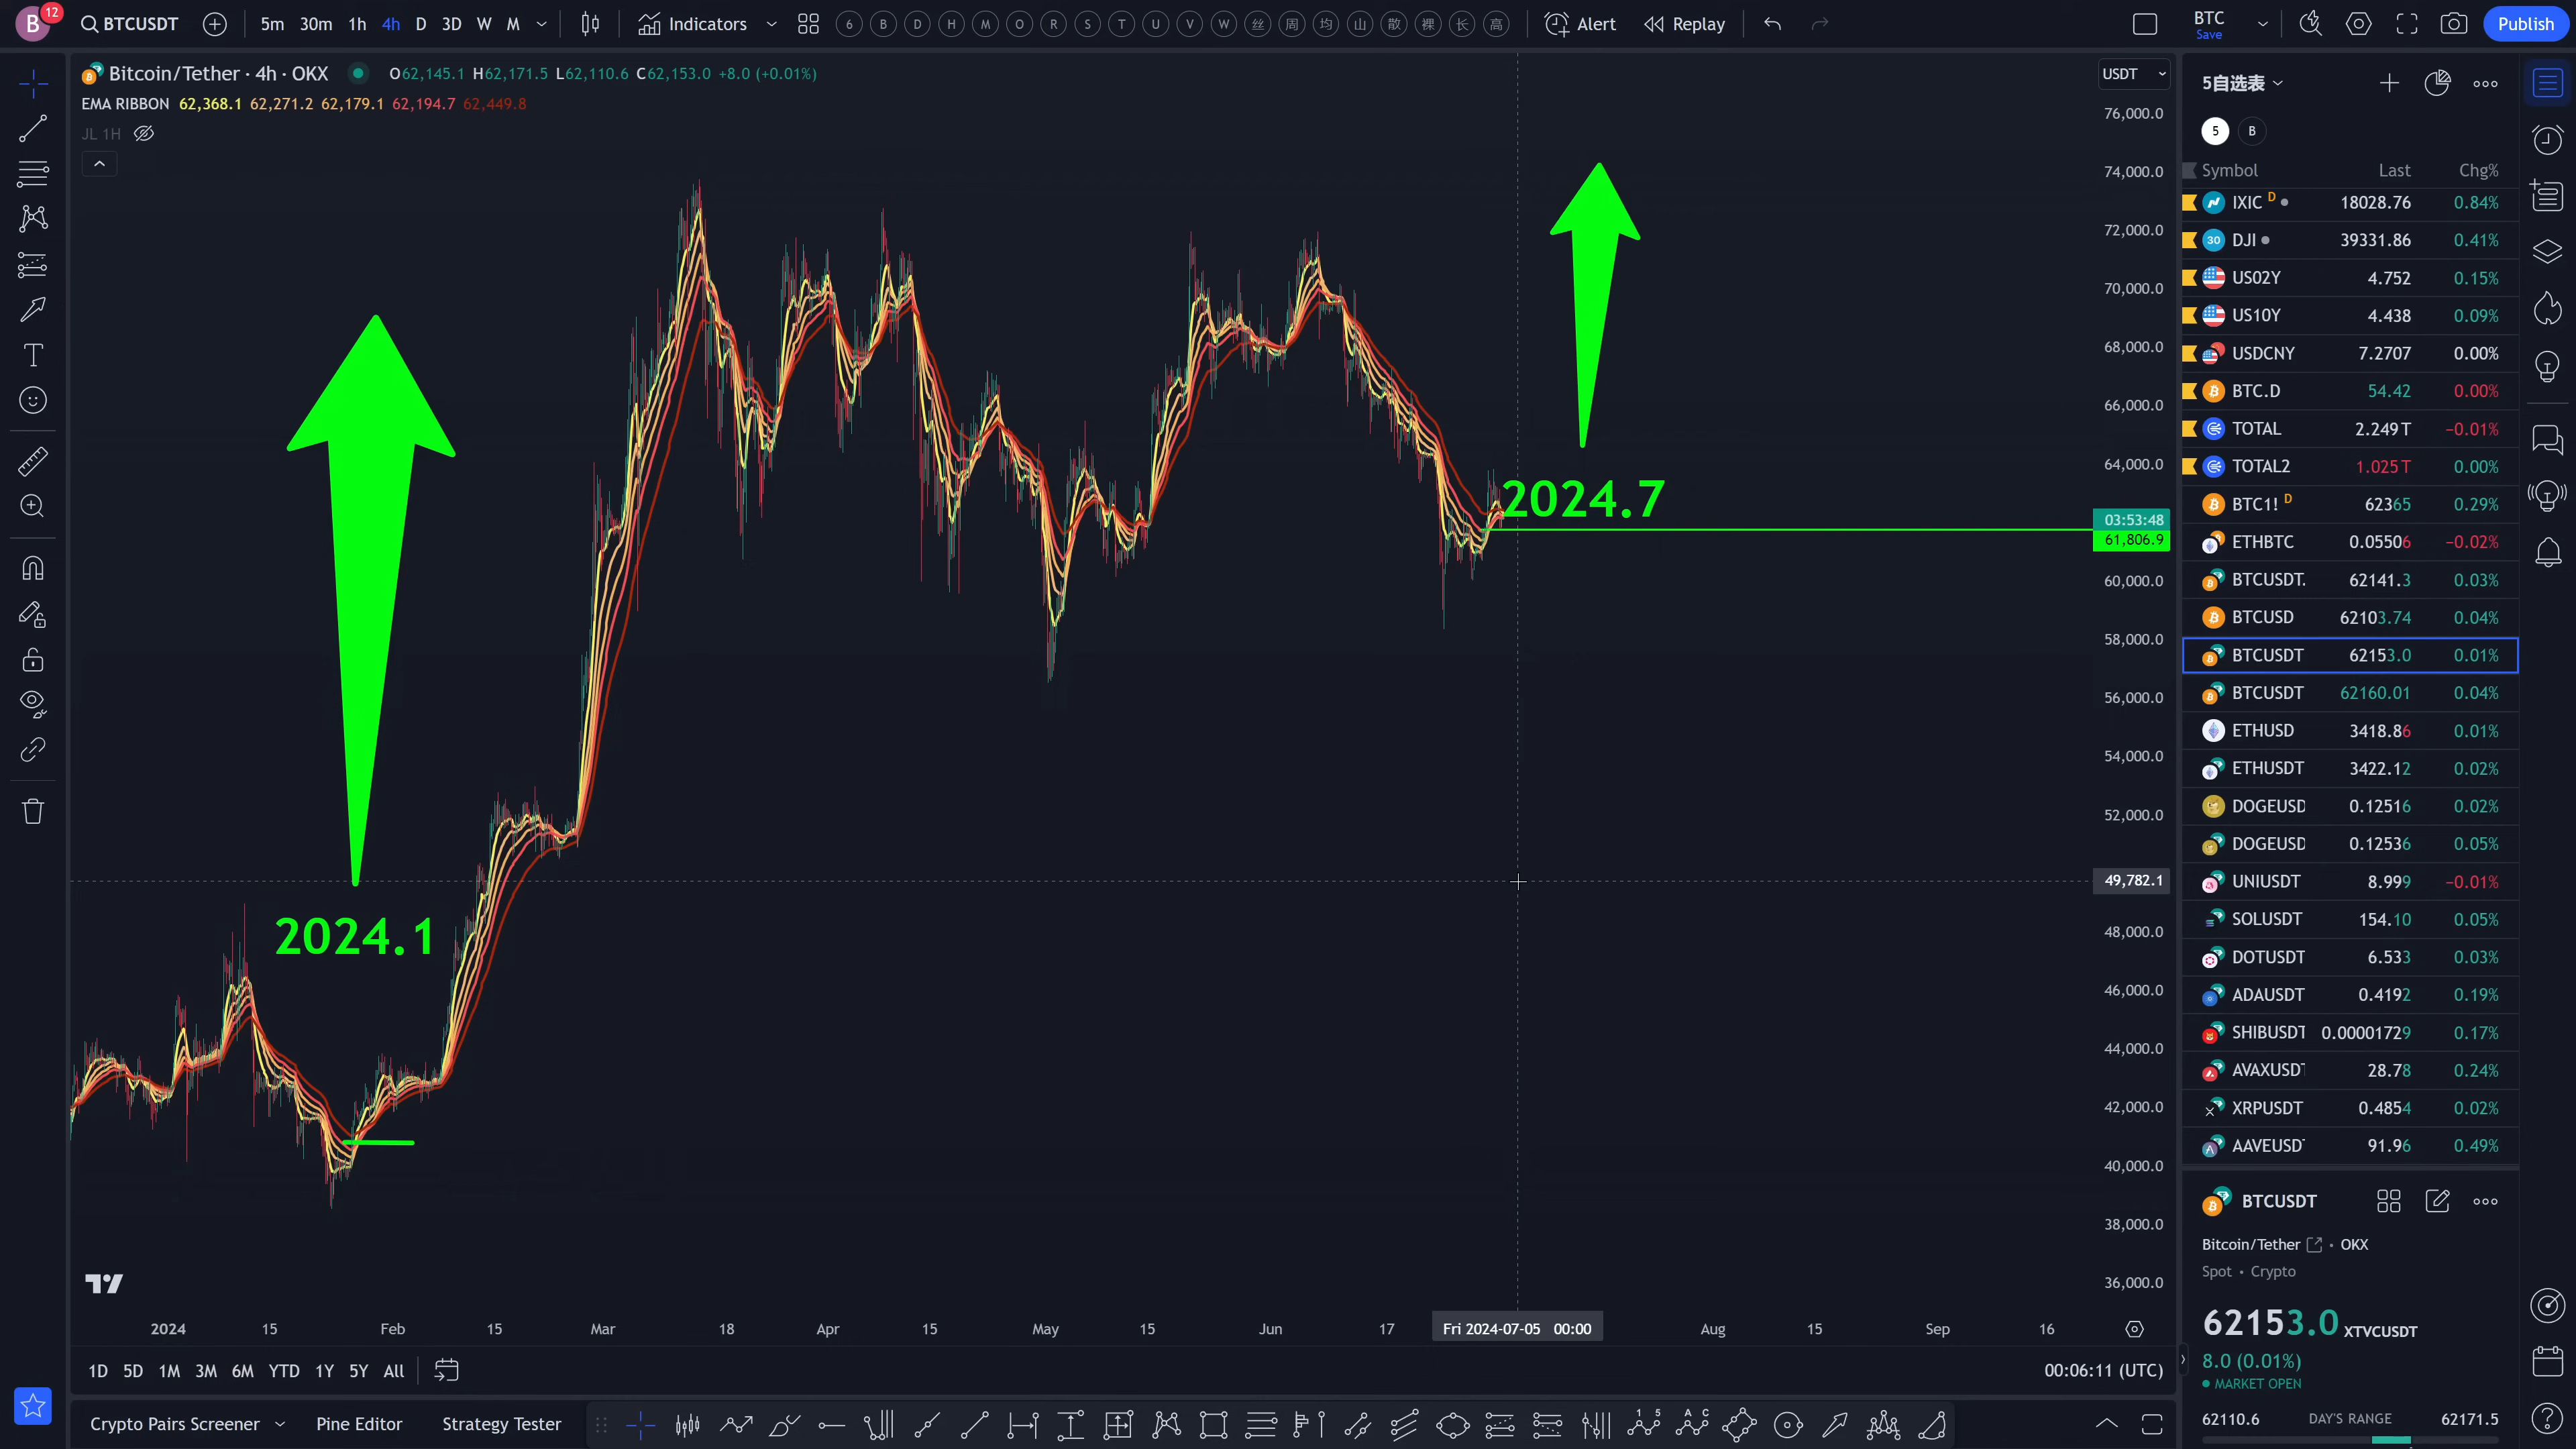 B 12 BTCUSDT 5m 30m 1h 4h D 3D W M Indicators 6 B D H M O R S T U V W 丝 周 均 山 散 裸 长 高 Alert Replay BTC Save Publish
Bitcoin/Tether · 4h · OKX O62,145.1 H62,171.5 L62,110.6 C62,153.0 +8.0 (+0.01%)
EMA RIBBON 62,368.1 62,271.2 62,179.1 62,194.7 62,449.8
JL 1H
USDT
76,000.0
74,000.0
72,000.0
70,000.0
68,000.0
66,000.0
64,000.0
03:53:48
61,806.9
60,000.0
58,000.0
56,000.0
54,000.0
52,000.0
49,782.1
48,000.0
46,000.0
44,000.0
42,000.0
40,000.0
38,000.0
36,000.0
2024.7
2024.1
2024 15 Feb 15 Mar 18 Apr 15 May 15 Jun 17 Fri 2024-07-05 00:00 Aug 15 Sep 16
1D 5D 1M 3M 6M YTD 1Y 5Y All
00:06:11 (UTC)
Crypto Pairs Screener Pine Editor Strategy Tester
1 5 A C
5自选表
5 B
Symbol Last Chg%
IXIC D 18028.76 0.84%
30 DJI 39331.86 0.41%
US02Y 4.752 0.15%
US10Y 4.438 0.09%
USDCNY 7.2707 0.00%
BTC.D 54.42 0.00%
TOTAL 2.249T −0.01%
TOTAL2 1.025T 0.00%
BTC1! D 62365 0.29%
ETHBTC 0.05506 −0.02%
BTCUSDT. 62141.3 0.03%
BTCUSD 62103.74 0.04%
BTCUSDT 62153.0 0.01%
BTCUSDT 62160.01 0.04%
ETHUSD 3418.86 0.01%
ETHUSDT 3422.12 0.02%
DOGEUSD 0.12516 0.02%
DOGEUSD 0.12536 0.05%
UNIUSDT 8.999 −0.01%
SOLUSDT 154.10 0.05%
DOTUSDT 6.533 0.03%
ADAUSDT 0.4192 0.19%
SHIBUSDT 0.00001729 0.17%
AVAXUSDT 28.78 0.24%
XRPUSDT 0.4854 0.02%
AAVEUSD 91.96 0.49%
BTCUSDT
Bitcoin/Tether · OKX
Spot · Crypto
62153.0 XTVCUSDT
8.0 (0.01%)
MARKET OPEN
62110.6 DAY'S RANGE 62171.5